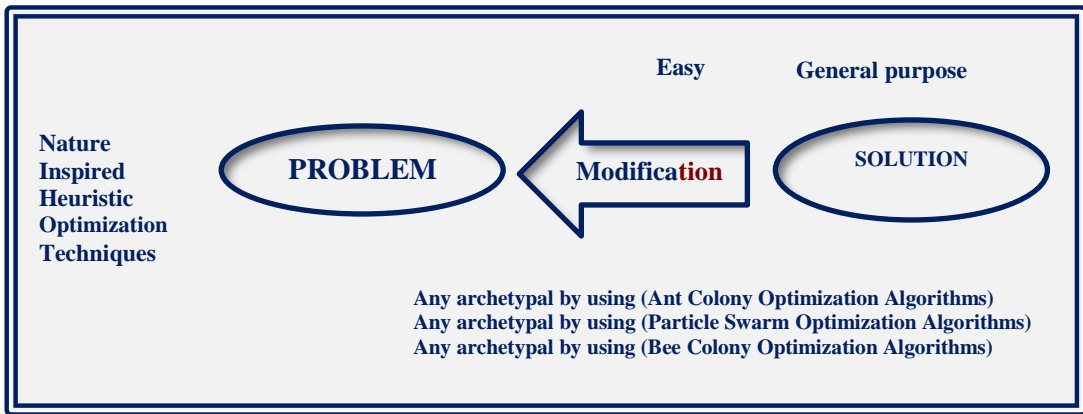 Easy
General purpose
Nature
Inspired
Heuristic
Optimization
Techniques
PROBLEM
Modification
SOLUTION
Any archetypal by using (Ant Colony Optimization Algorithms)
Any archetypal by using (Particle Swarm Optimization Algorithms)
Any archetypal by using (Bee Colony Optimization Algorithms)